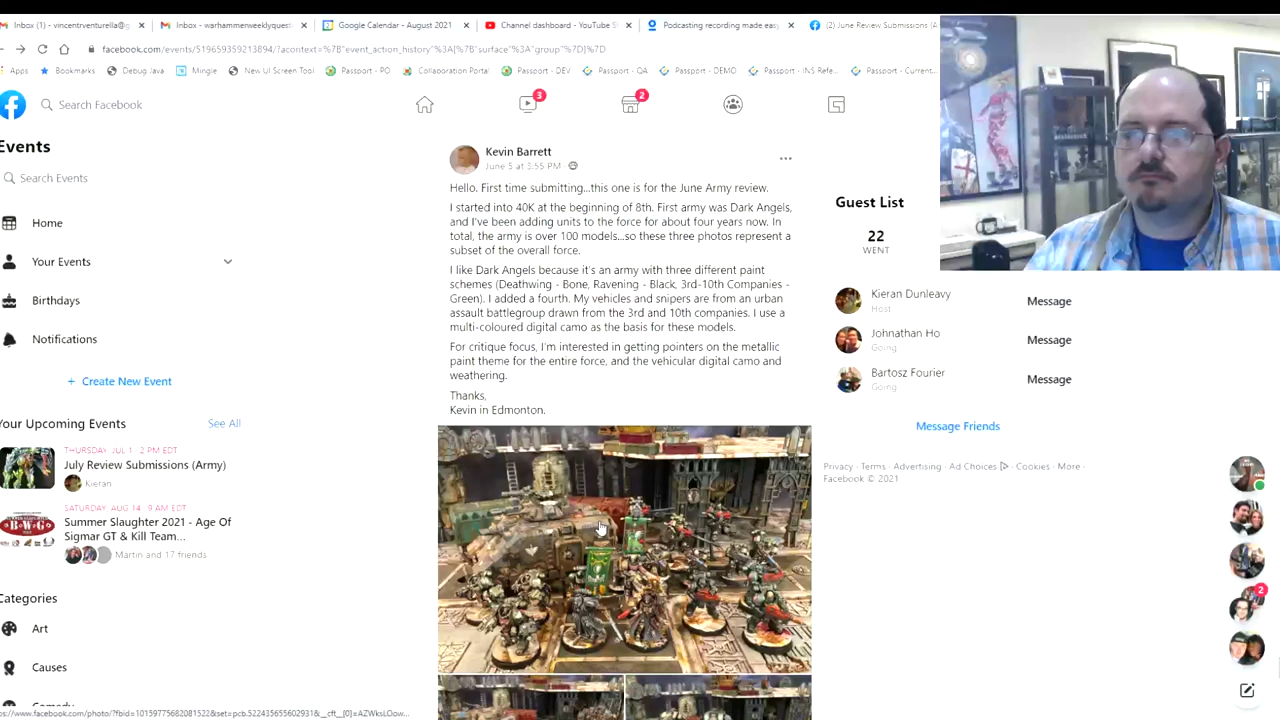 Inbox (1) - vincentrventurella@g
Inbox - warhammerweeklyquest
Google Calendar - August 2021
Channel dashboard - YouTube S
Podcasting recording made eas
(2) June Review Submissions (A
facebook.com/events/519659359213894/?acontext=%7B"event_action_history"%3A[%7B"surface"%3A"group"%7D]%7D
Apps
Bookmarks
Debug Java
Mingle
New UI Screen Tool
Passport - PO
Collaboration Portal
Passport - DEV
Passport - QA
Passport - DEMO
Passport - INS Refe...
Passport - Current...
Search Facebook
3
2
Events
Search Events
Home
Your Events
Birthdays
Notifications
+ Create New Event
Your Upcoming Events
See All
THURSDAY, JUL 1 · 2 PM EDT
July Review Submissions (Army)
Kieran
SATURDAY, AUG 14 · 9 AM EDT
Summer Slaughter 2021 - Age Of
Sigmar GT & Kill Team...
Martin and 17 friends
Categories
Art
Causes
Comedy
Kevin Barrett
June 5 at 3:55 PM
Hello. First time submitting...this one is for the June Army review.
I started into 40K at the beginning of 8th. First army was Dark Angels,
and I've been adding units to the force for about four years now. In
total, the army is over 100 models...so these three photos represent a
subset of the overall force.
I like Dark Angels because it's an army with three different paint
schemes (Deathwing - Bone, Ravening - Black, 3rd-10th Companies -
Green). I added a fourth. My vehicles and snipers are from an urban
assault battlegroup drawn from the 3rd and 10th companies. I use a
multi-coloured digital camo as the basis for these models.
For critique focus, I'm interested in getting pointers on the metallic
paint theme for the entire force, and the vehicular digital camo and
weathering.
Thanks,
Kevin in Edmonton.
Guest List
22
WENT
Kieran Dunleavy
Host
Message
Johnathan Ho
Going
Message
Bartosz Fourier
Going
Message
Message Friends
Privacy · Terms · Advertising · Ad Choices · Cookies · More ·
Facebook © 2021
2